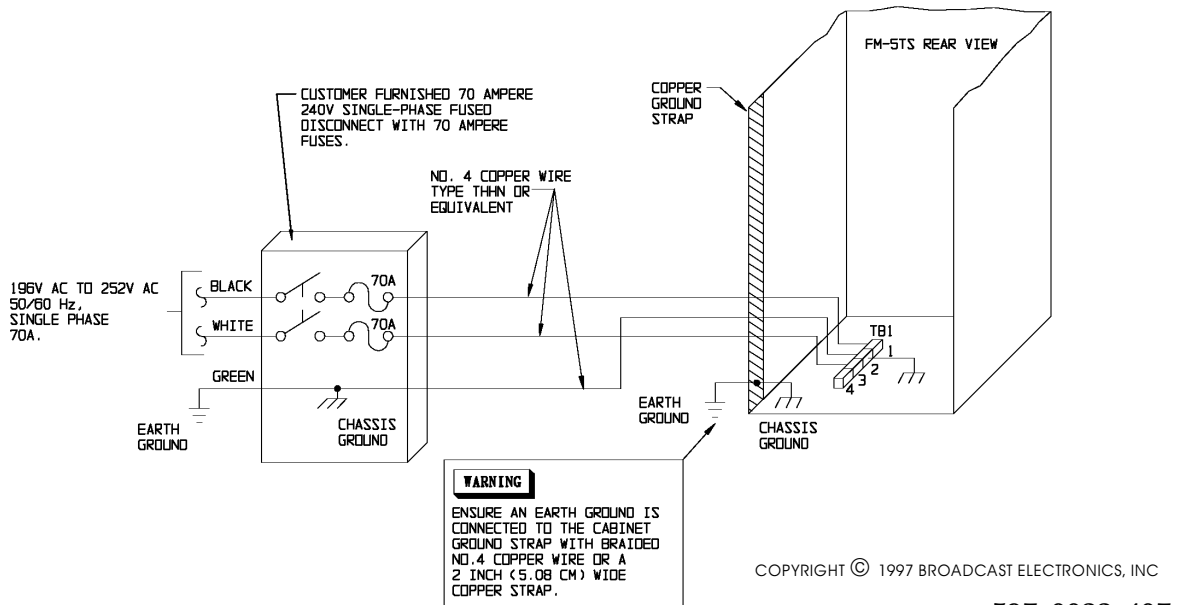 FM-5TS REAR VIEW
COPPER
GROUND
STRAP
CUSTOMER FURNISHED 70 AMPERE
240V SINGLE-PHASE FUSED
DISCONNECT WITH 70 AMPERE
FUSES.
NO. 4 COPPER WIRE
TYPE THHN OR
EQUIVALENT
196V AC TO 252V AC
50/60 Hz,
SINGLE PHASE
70A.
BLACK
70A
WHITE
70A
GREEN
EARTH
GROUND
CHASSIS
GROUND
TB1
1
2
3
4
EARTH
GROUND
CHASSIS
GROUND
WARNING
ENSURE AN EARTH GROUND IS
CONNECTED TO THE CABINET
GROUND STRAP WITH BRAIDED
NO.4 COPPER WIRE OR A
2 INCH (5.08 CM) WIDE
COPPER STRAP.
COPYRIGHT © 1997 BROADCAST ELECTRONICS, INC